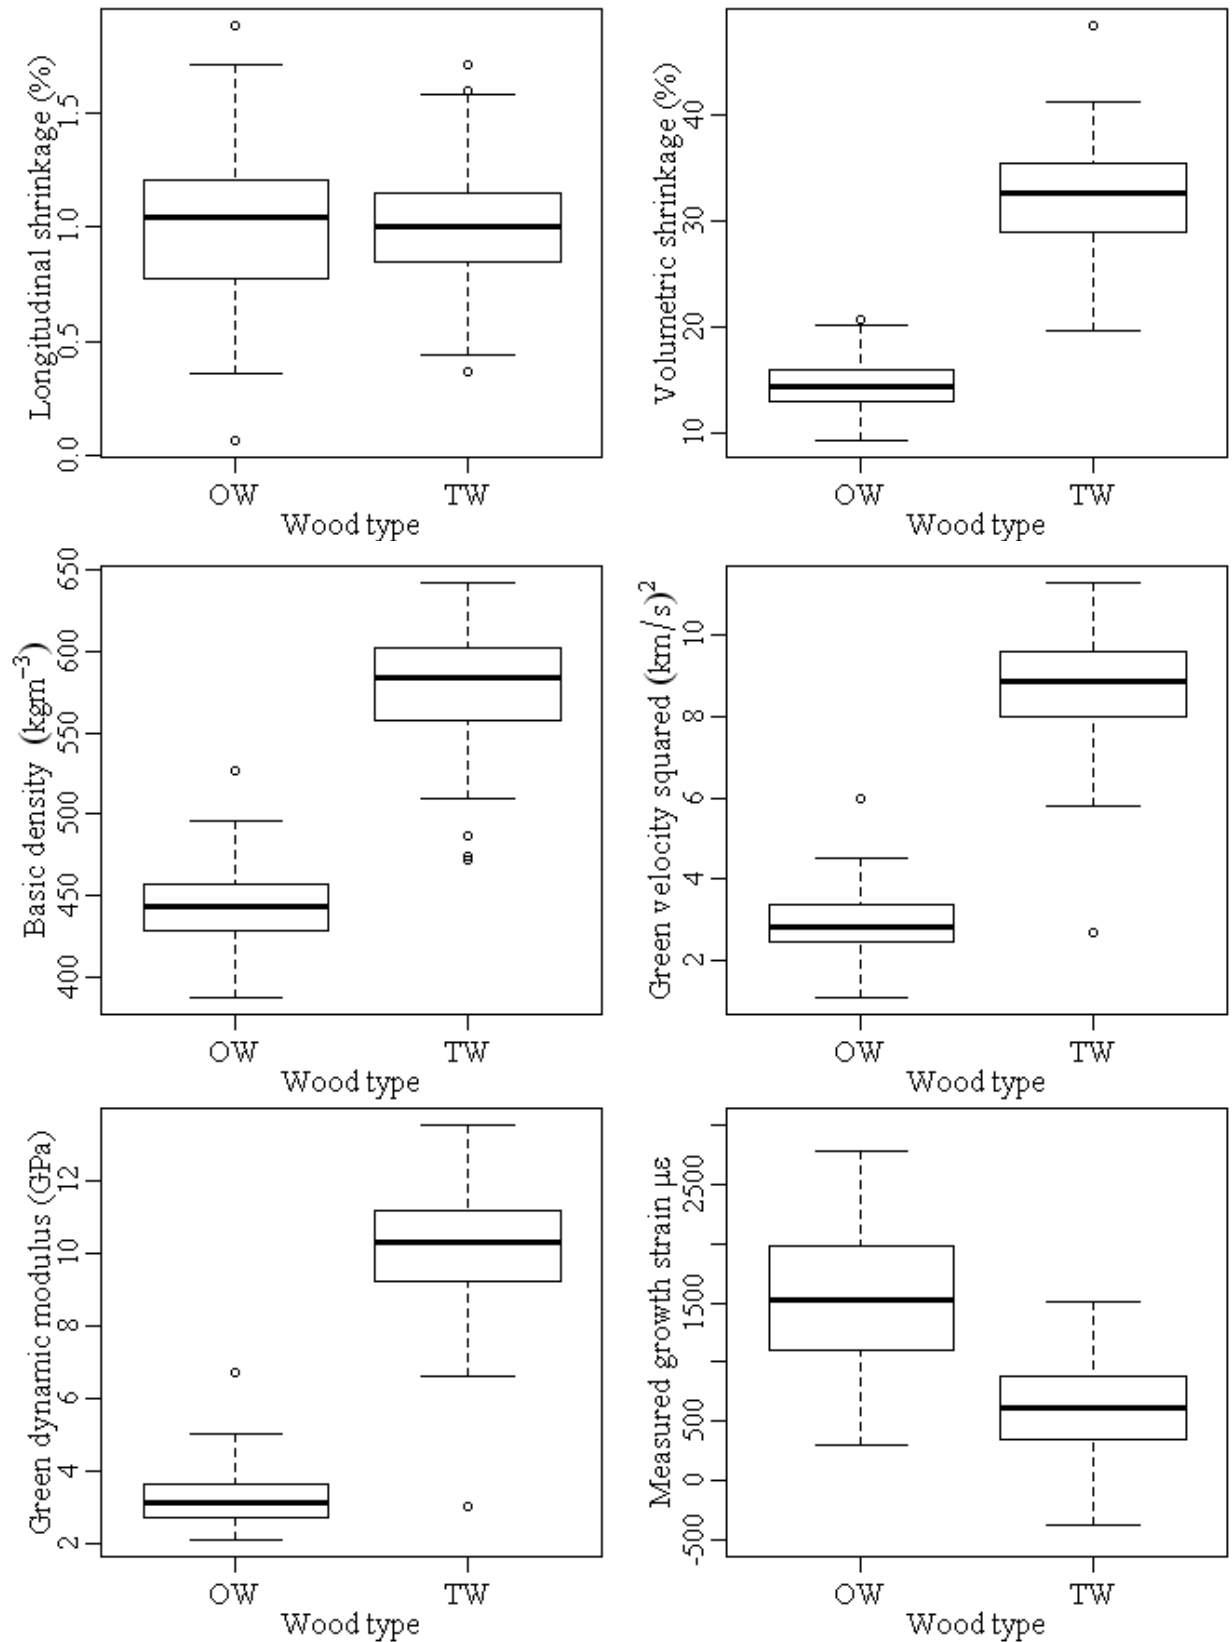 Longitudinal shrinkage (%)
0.0 0.5 1.0 1.5
OW TW
Wood type
Volumetric shrinkage (%)
10 20 30 40
OW TW
Wood type
Basic density (kgm⁻³)
400 450 500 550 600 650
OW TW
Wood type
Green velocity squared (km/s)²
2 4 6 8 10
OW TW
Wood type
Green dynamic modulus (GPa)
2 4 6 8 10 12
OW TW
Wood type
Measured growth strain με
-500 0 500 1500 2500
OW TW
Wood type